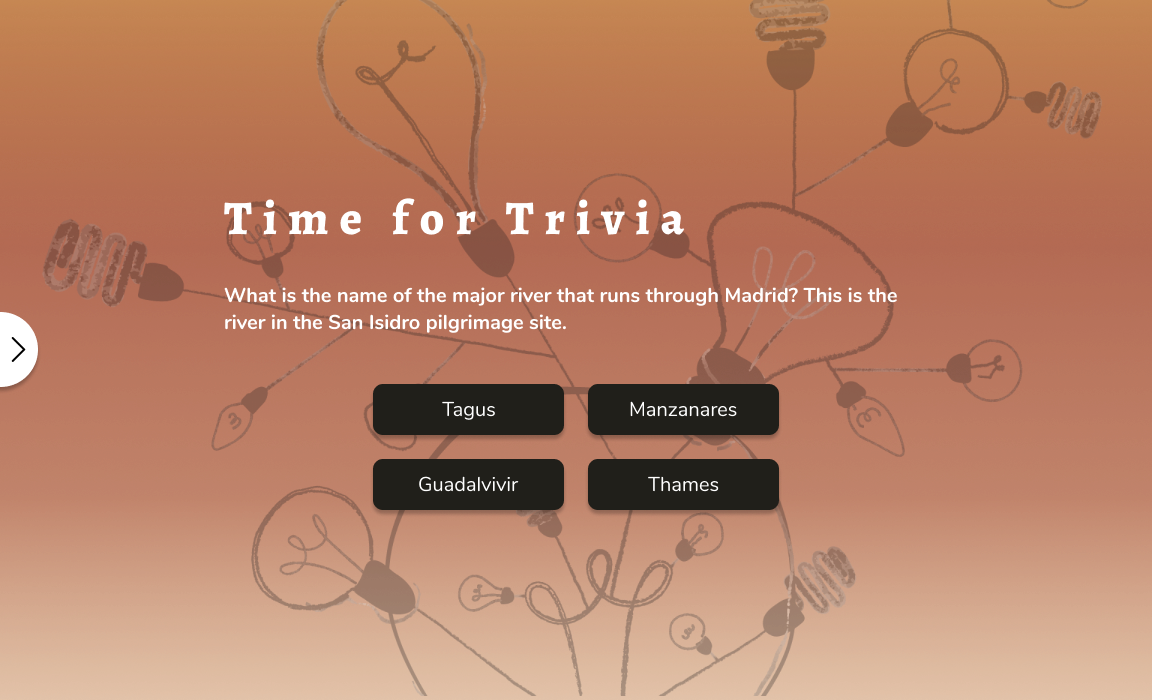 Time for Trivia
What is the name of the major river that runs through Madrid? This is the
river in the San Isidro pilgrimage site.
Tagus
Manzanares
Guadalvivir
Thames